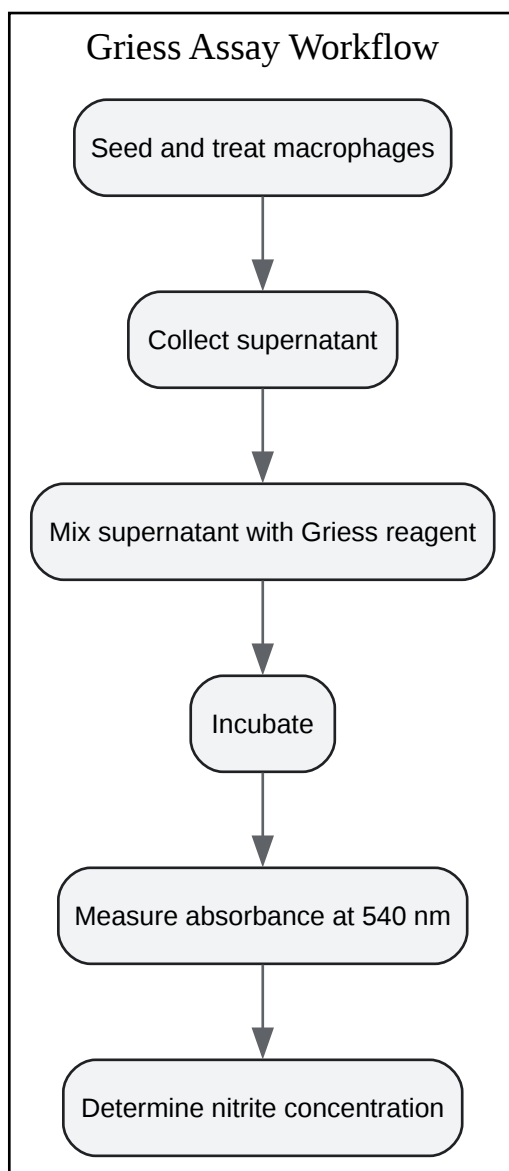 Griess Assay Workflow
Seed and treat macrophages
Collect supernatant
Mix supernatant with Griess reagent
Incubate
Measure absorbance at 540 nm
Determine nitrite concentration